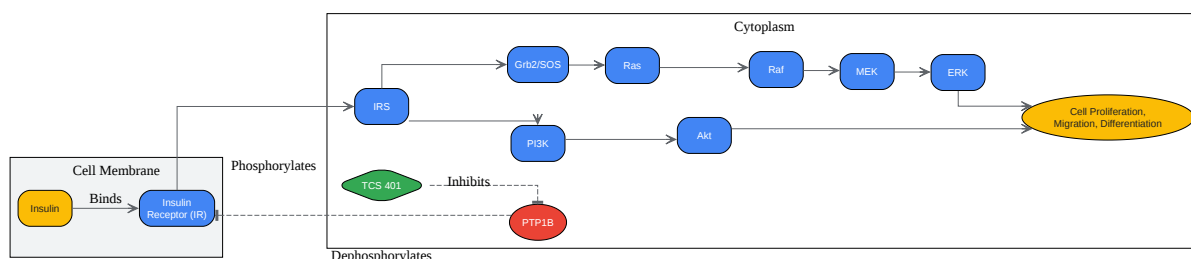 Cytoplasm
Grb2/SOS
Ras
Raf
MEK
ERK
IRS
Cell Proliferation,
Migration, Differentiation
PI3K
Akt
Cell Membrane
Phosphorylates
TCS 401
Inhibits
Insulin
Binds
Insulin
Receptor (IR)
PTP1B
Dephosphorylates